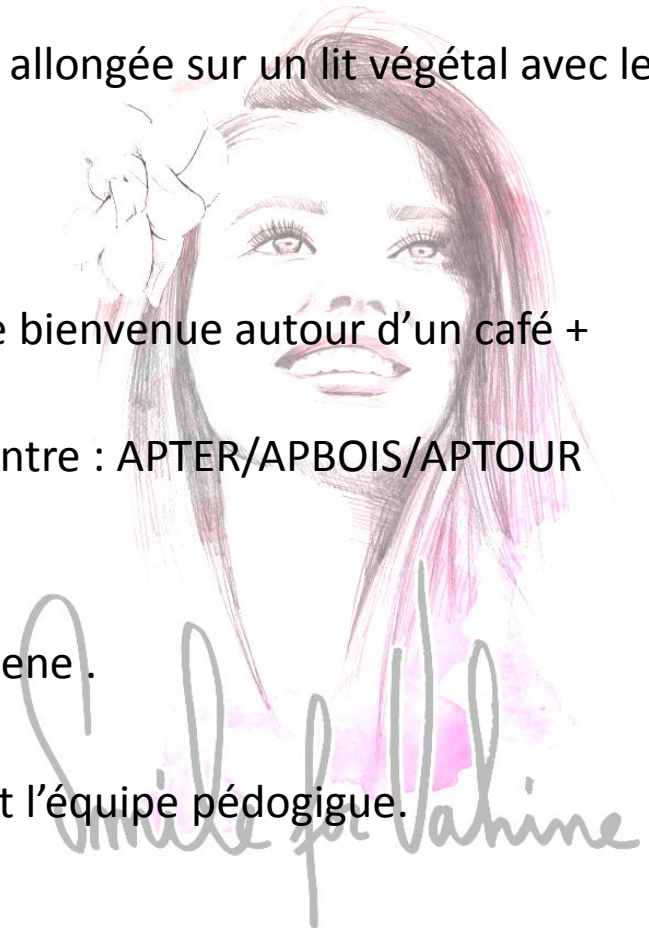 allongée sur un lit végétal avec le
e bienvenue autour d’un café +
ntre : APTER/APBOIS/APTOUR
ene .
t l’équipe pédogigue.
Smile for Vahine